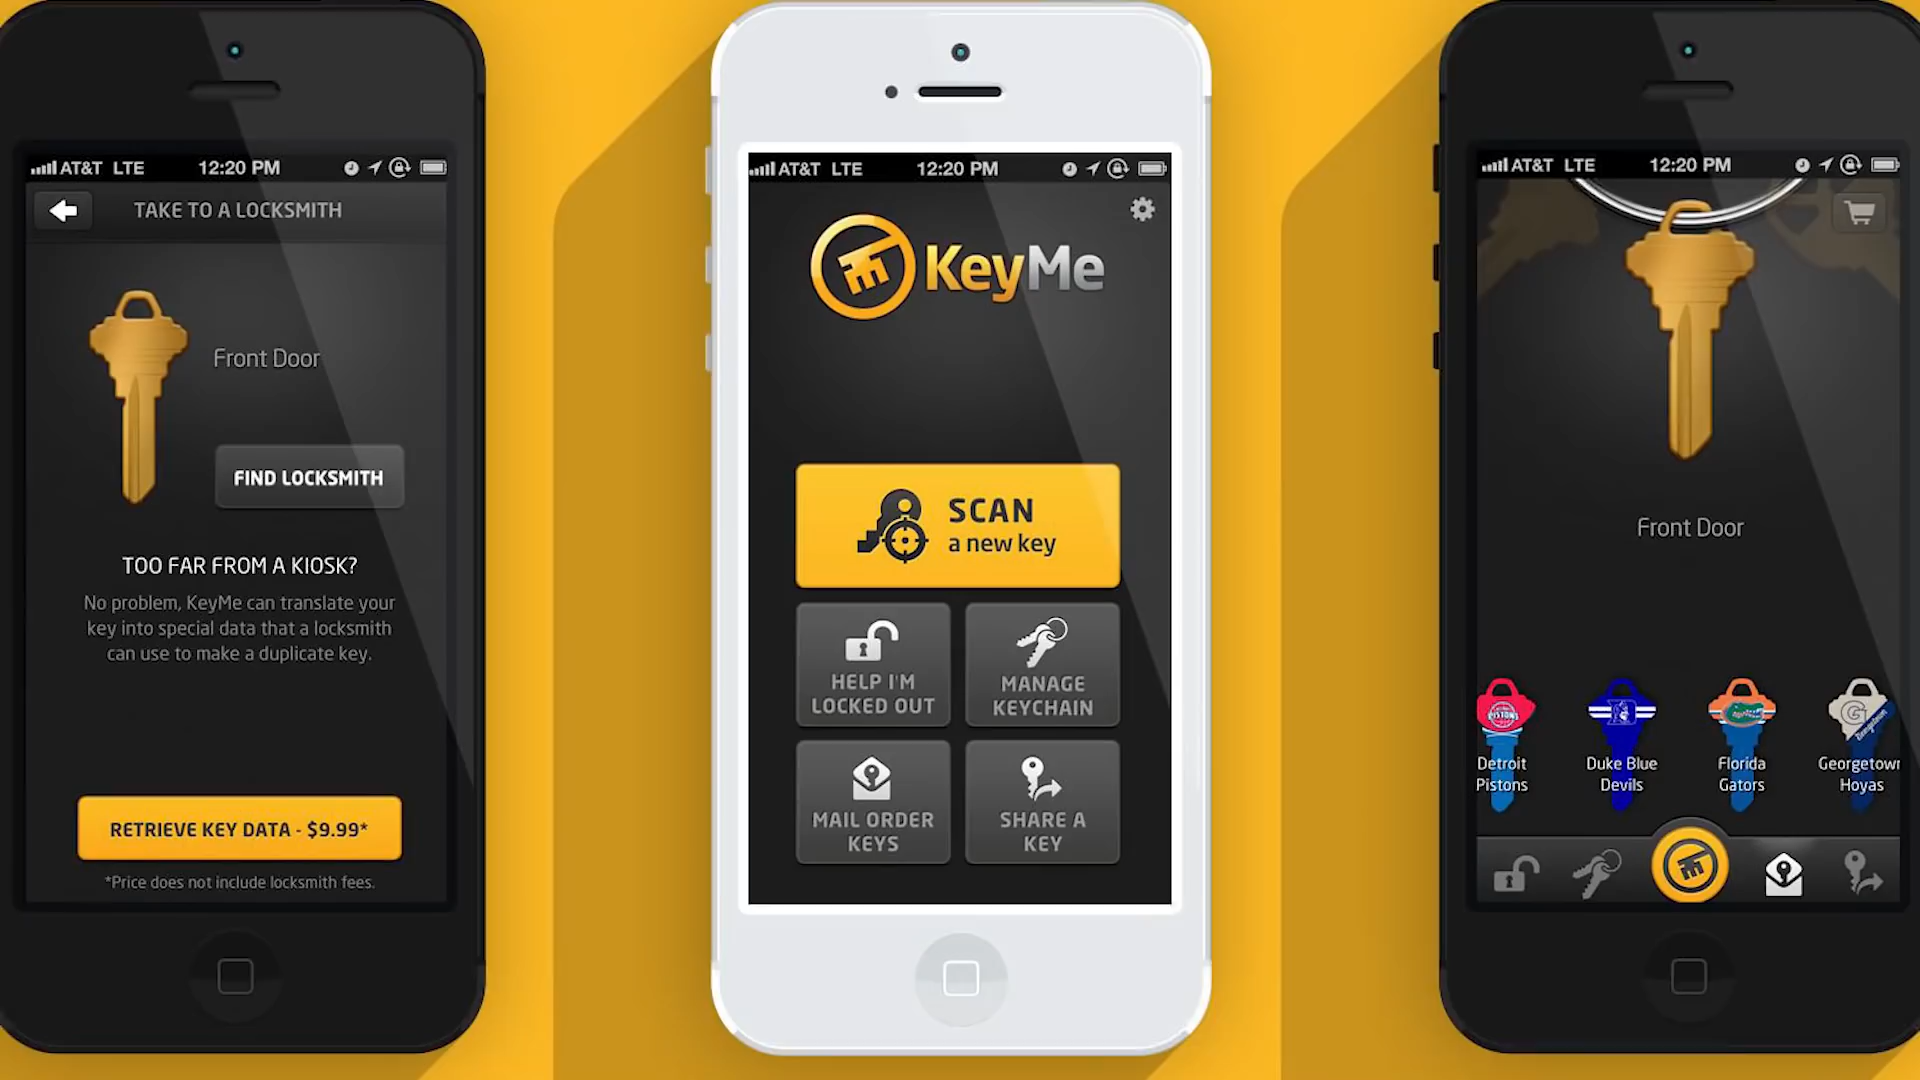 AT&T LTE 12:20 PM
TAKE TO A LOCKSMITH
Front Door
FIND LOCKSMITH
TOO FAR FROM A KIOSK?
No problem, KeyMe can translate your
key into special data that a locksmith
can use to make a duplicate key.
RETRIEVE KEY DATA - $9.99*
*Price does not include locksmith fees.
AT&T LTE 12:20 PM
KeyMe
SCAN
a new key
HELP I'M
LOCKED OUT
MANAGE
KEYCHAIN
MAIL ORDER
KEYS
SHARE A
KEY
AT&T LTE 12:20 PM
Front Door
PISTONS
G
Georgetown
Detroit
Pistons
Duke Blue
Devils
Florida
Gators
Georgetown
Hoyas